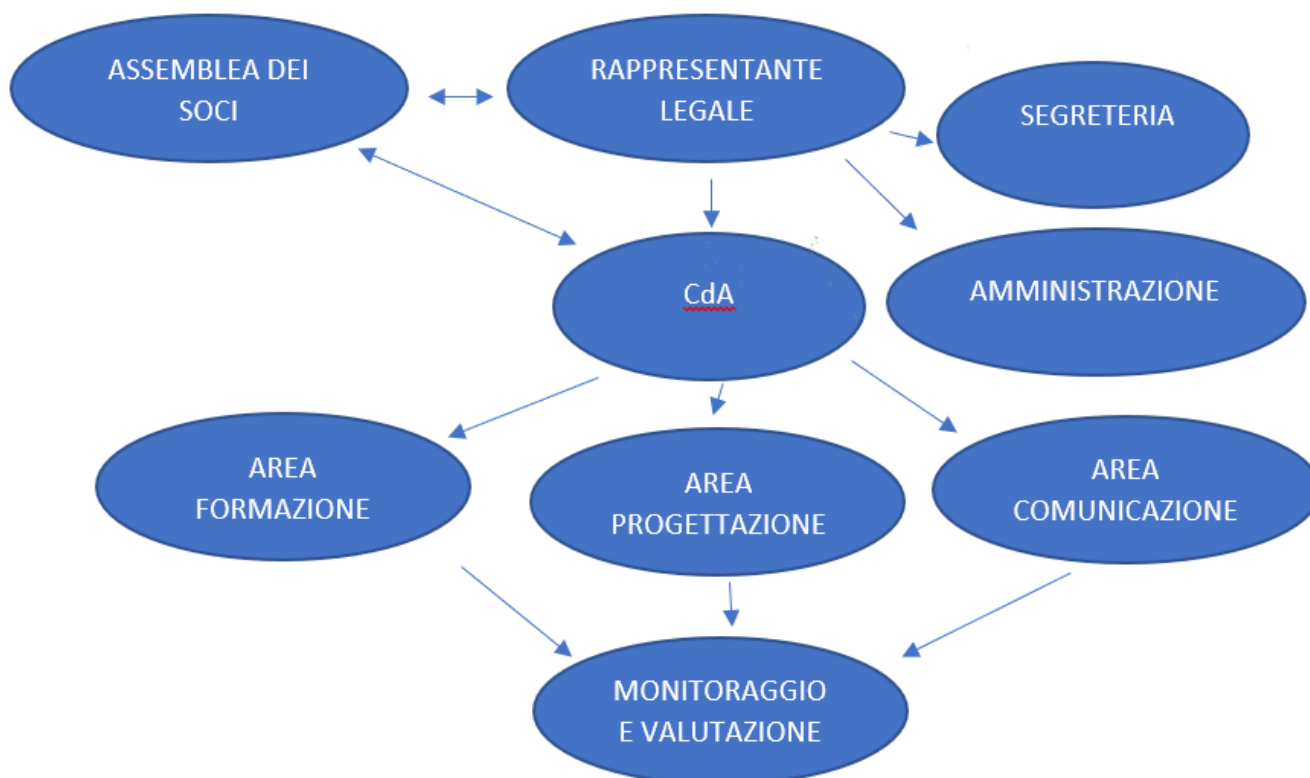 ASSEMBLEA DEI
SOCI
RAPPRESENTANTE
LEGALE
SEGRETERIA
CdA
AMMINISTRAZIONE
AREA
FORMAZIONE
AREA
PROGETTAZIONE
AREA
COMUNICAZIONE
MONITORAGGIO
E VALUTAZIONE